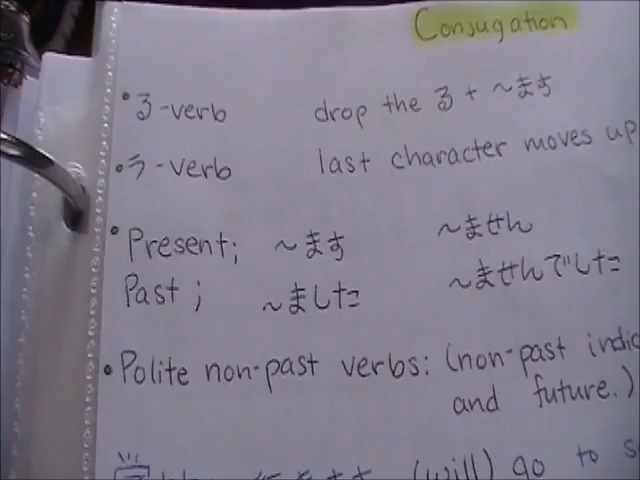 Conjugation
・る-verb drop the る + ~ます
・う-verb last character moves up
・Present; ~ます ~ません
Past; ~ました ~ませんでした
・Polite non-past verbs: (non-past indic
and future.)
(will) go to s